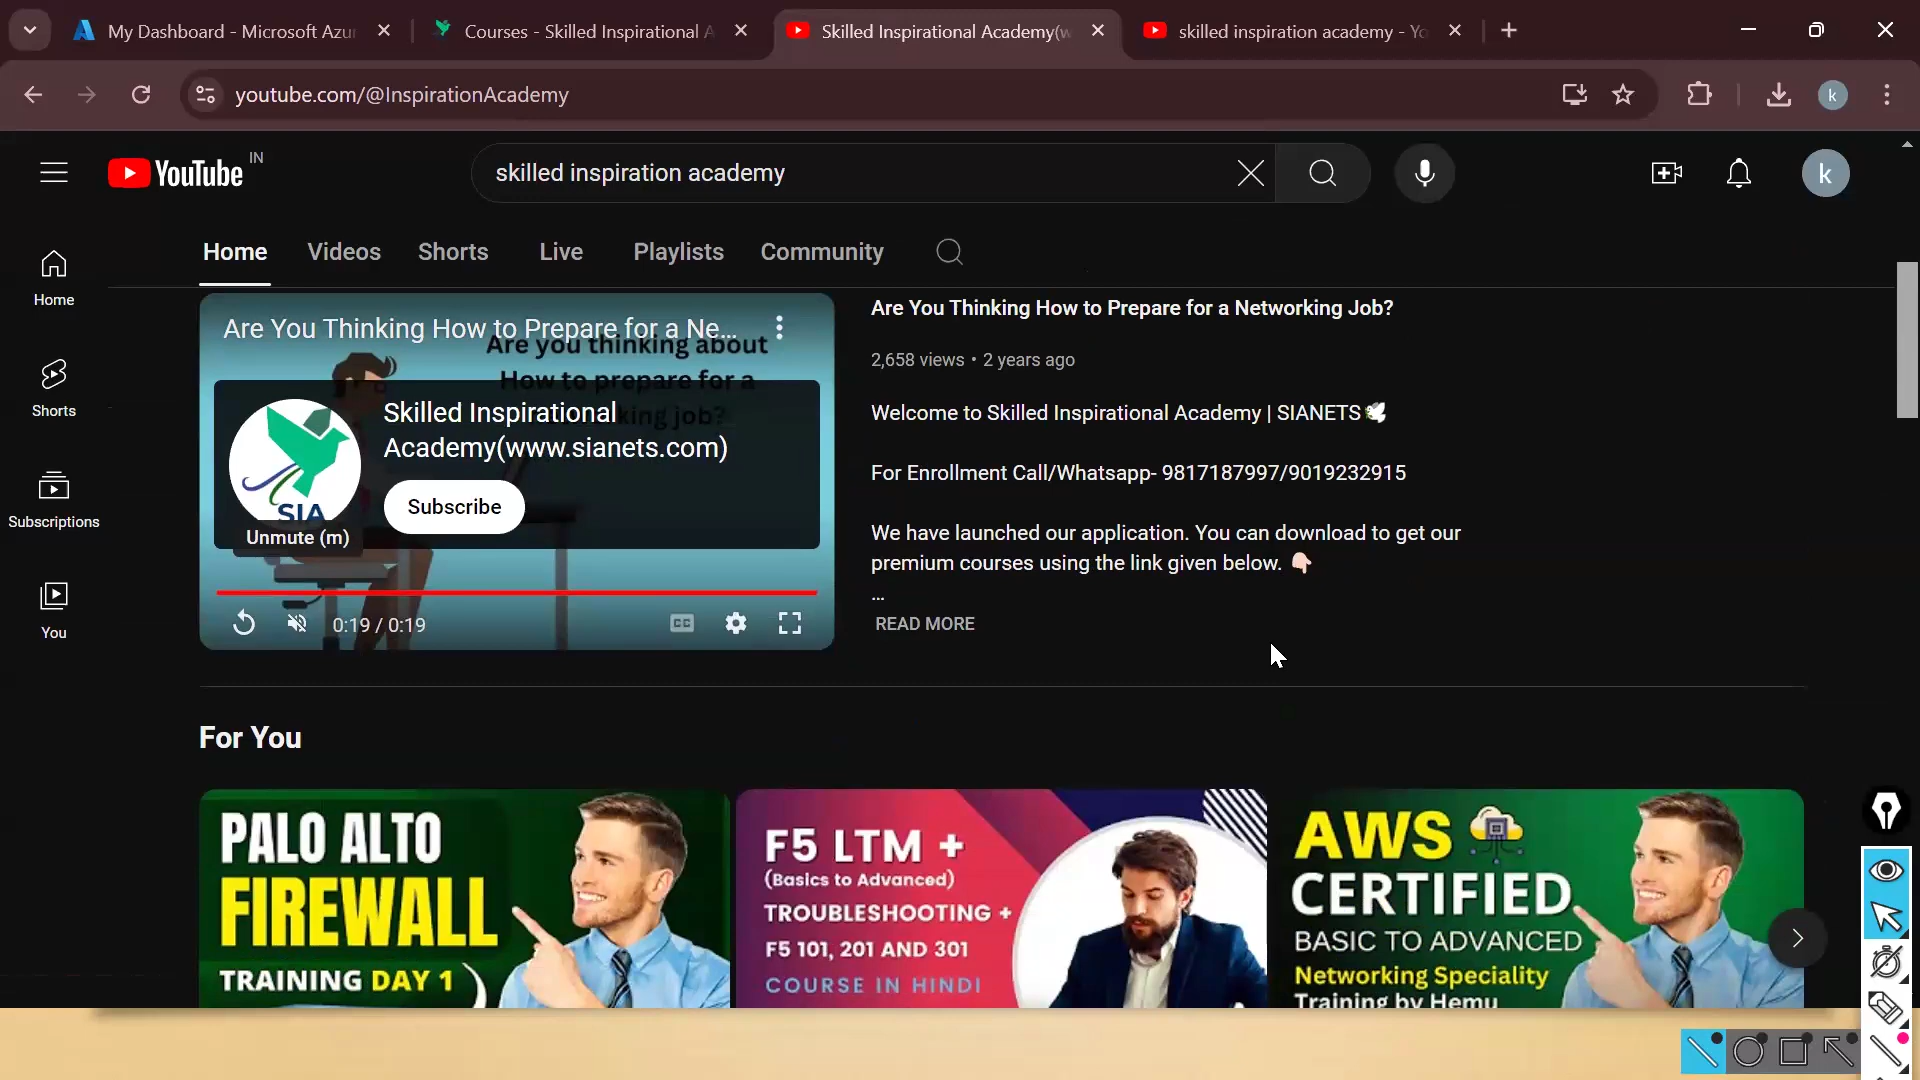 My Dashboard - Microsoft Azu
Courses - Skilled Inspirational A
Skilled Inspirational Academy(w
skilled inspiration academy - Yo
youtube.com/@InspirationAcademy
k
YouTube IN
skilled inspiration academy
k
Home
Videos
Shorts
Live
Playlists
Community
Home
Shorts
Subscriptions
You
Are You Thinking How to Prepare for a Ne...
Are you thinking about
How to prepare for a
king job?
Skilled Inspirational
Academy(www.sianets.com)
SIA
Subscribe
Unmute (m)
0:19 / 0:19
CC
Are You Thinking How to Prepare for a Networking Job?
2,658 views • 2 years ago
Welcome to Skilled Inspirational Academy | SIANETS🕊
For Enrollment Call/Whatsapp- 9817187997/9019232915
We have launched our application. You can download to get our
premium courses using the link given below. 👇🏻
...
READ MORE
For You
PALO ALTO
FIREWALL
TRAINING DAY 1
F5 LTM +
(Basics to Advanced)
TROUBLESHOOTING +
F5 101, 201 AND 301
COURSE IN HINDI
AWS
CERTIFIED
BASIC TO ADVANCED
Networking Speciality
Training by Hemu